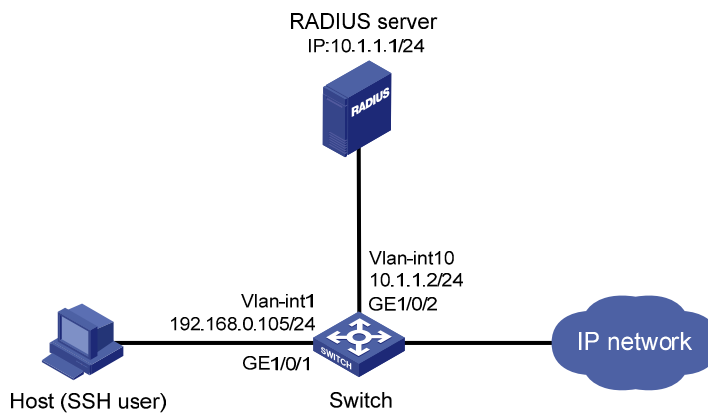 RADIUS server
IP:10.1.1.1/24
RADIUS
Vlan-int10
10.1.1.2/24
GE1/0/2
Vlan-int1
192.168.0.105/24
GE1/0/1
SWITCH
IP network
Host (SSH user)
Switch